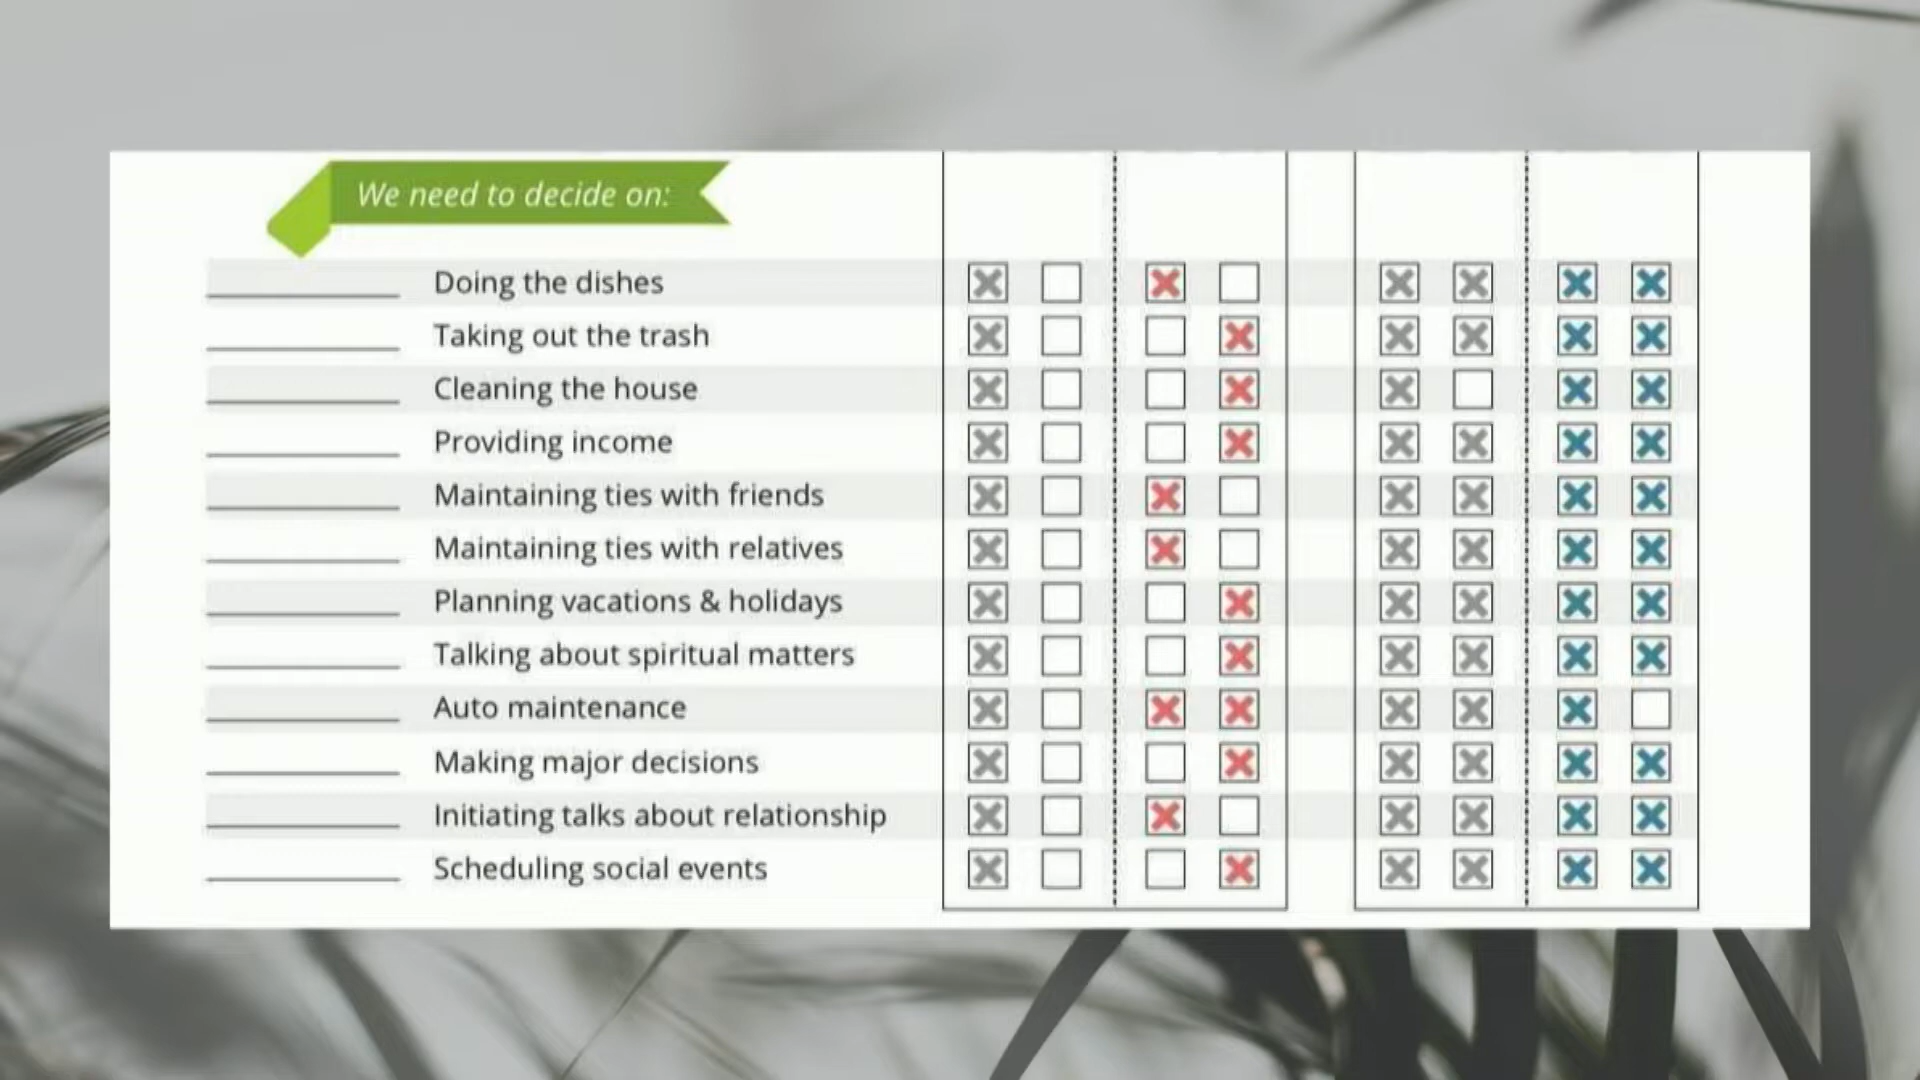 We need to decide on:
Doing the dishes
Taking out the trash
Cleaning the house
Providing income
Maintaining ties with friends
Maintaining ties with relatives
Planning vacations & holidays
Talking about spiritual matters
Auto maintenance
Making major decisions
Initiating talks about relationship
Scheduling social events